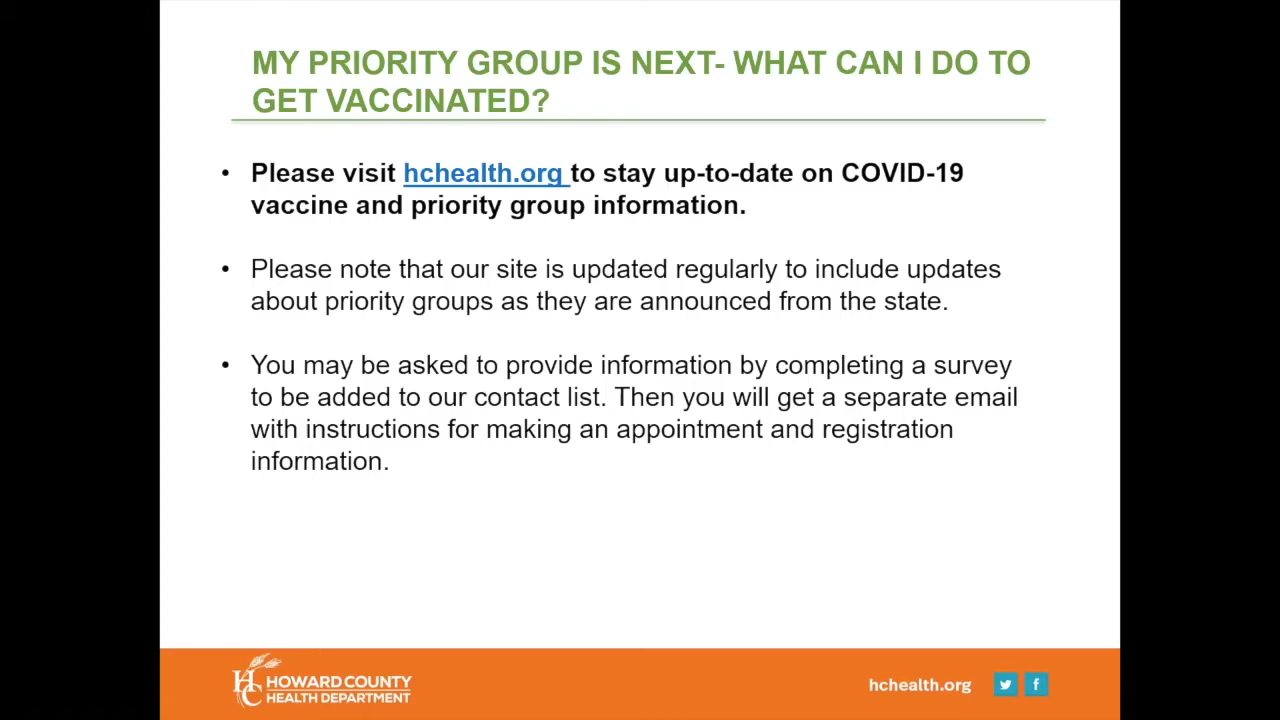 MY PRIORITY GROUP IS NEXT- WHAT CAN I DO TO
GET VACCINATED?
• Please visit hchealth.org to stay up-to-date on COVID-19
vaccine and priority group information.
• Please note that our site is updated regularly to include updates
about priority groups as they are announced from the state.
• You may be asked to provide information by completing a survey
to be added to our contact list. Then you will get a separate email
with instructions for making an appointment and registration
information.
HC HOWARD COUNTY
HEALTH DEPARTMENT
hchealth.org